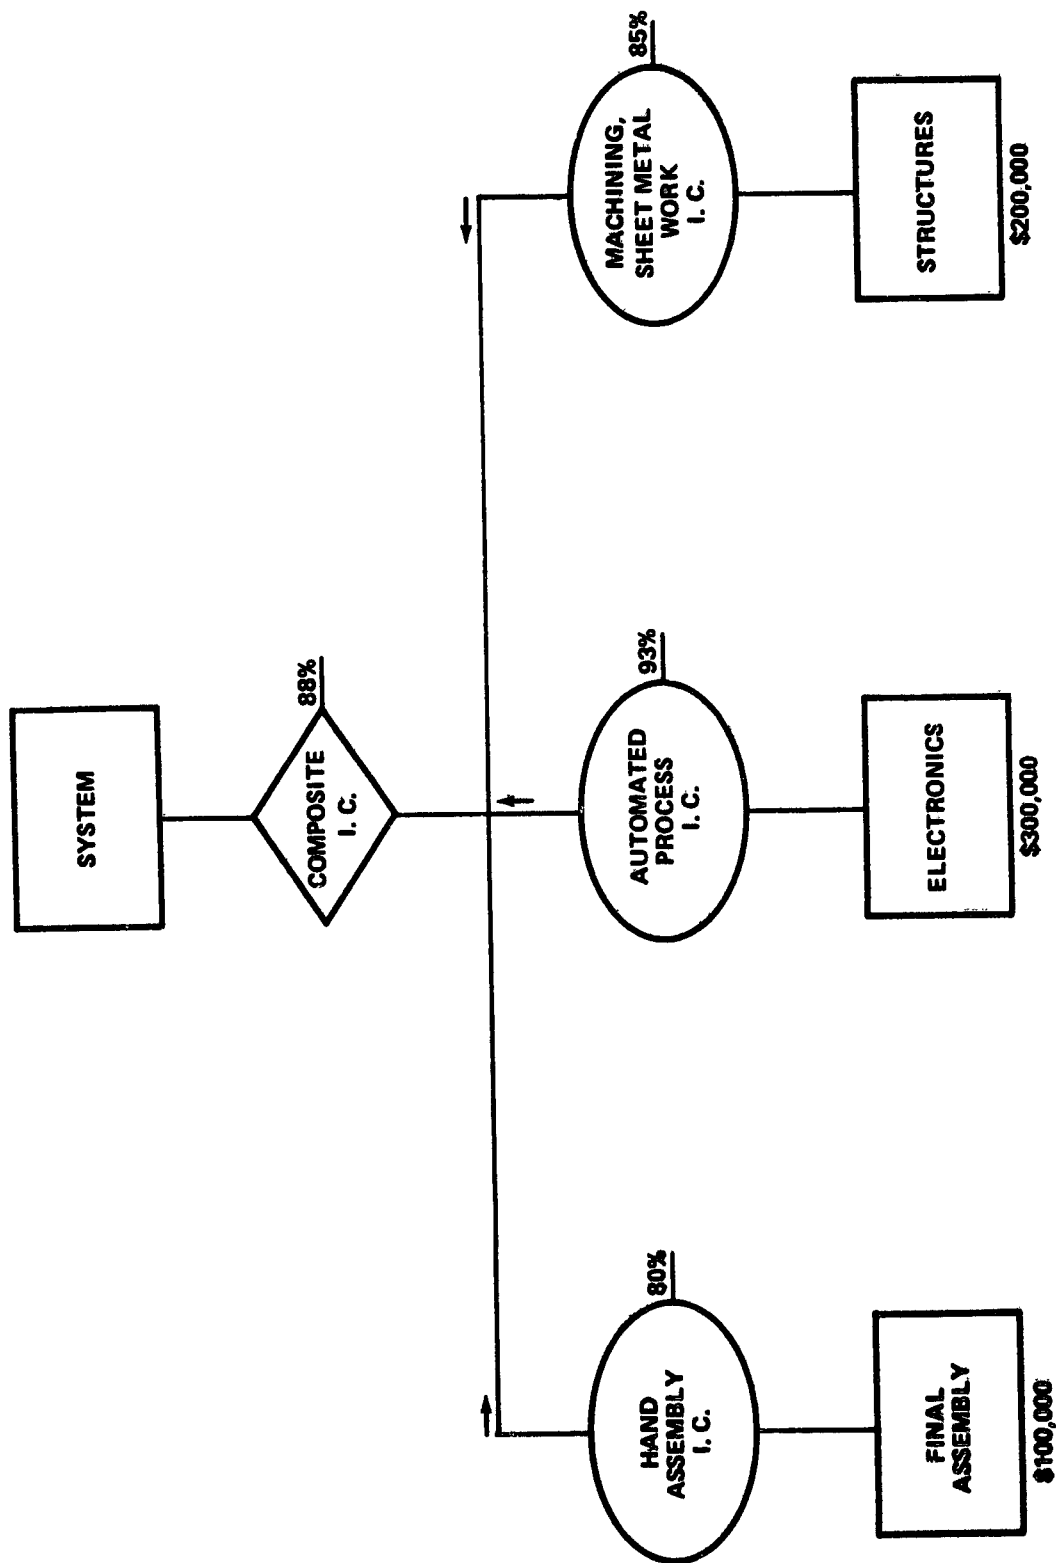 SYSTEM
COMPOSITE
I. C.
88%
HAND
ASSEMBLY
I. C.
80%
AUTOMATED
PROCESS
I. C.
93%
MACHINING,
SHEET METAL
WORK
I. C.
85%
FINAL
ASSEMBLY
$100,000
ELECTRONICS
$300,000
STRUCTURES
$200,000